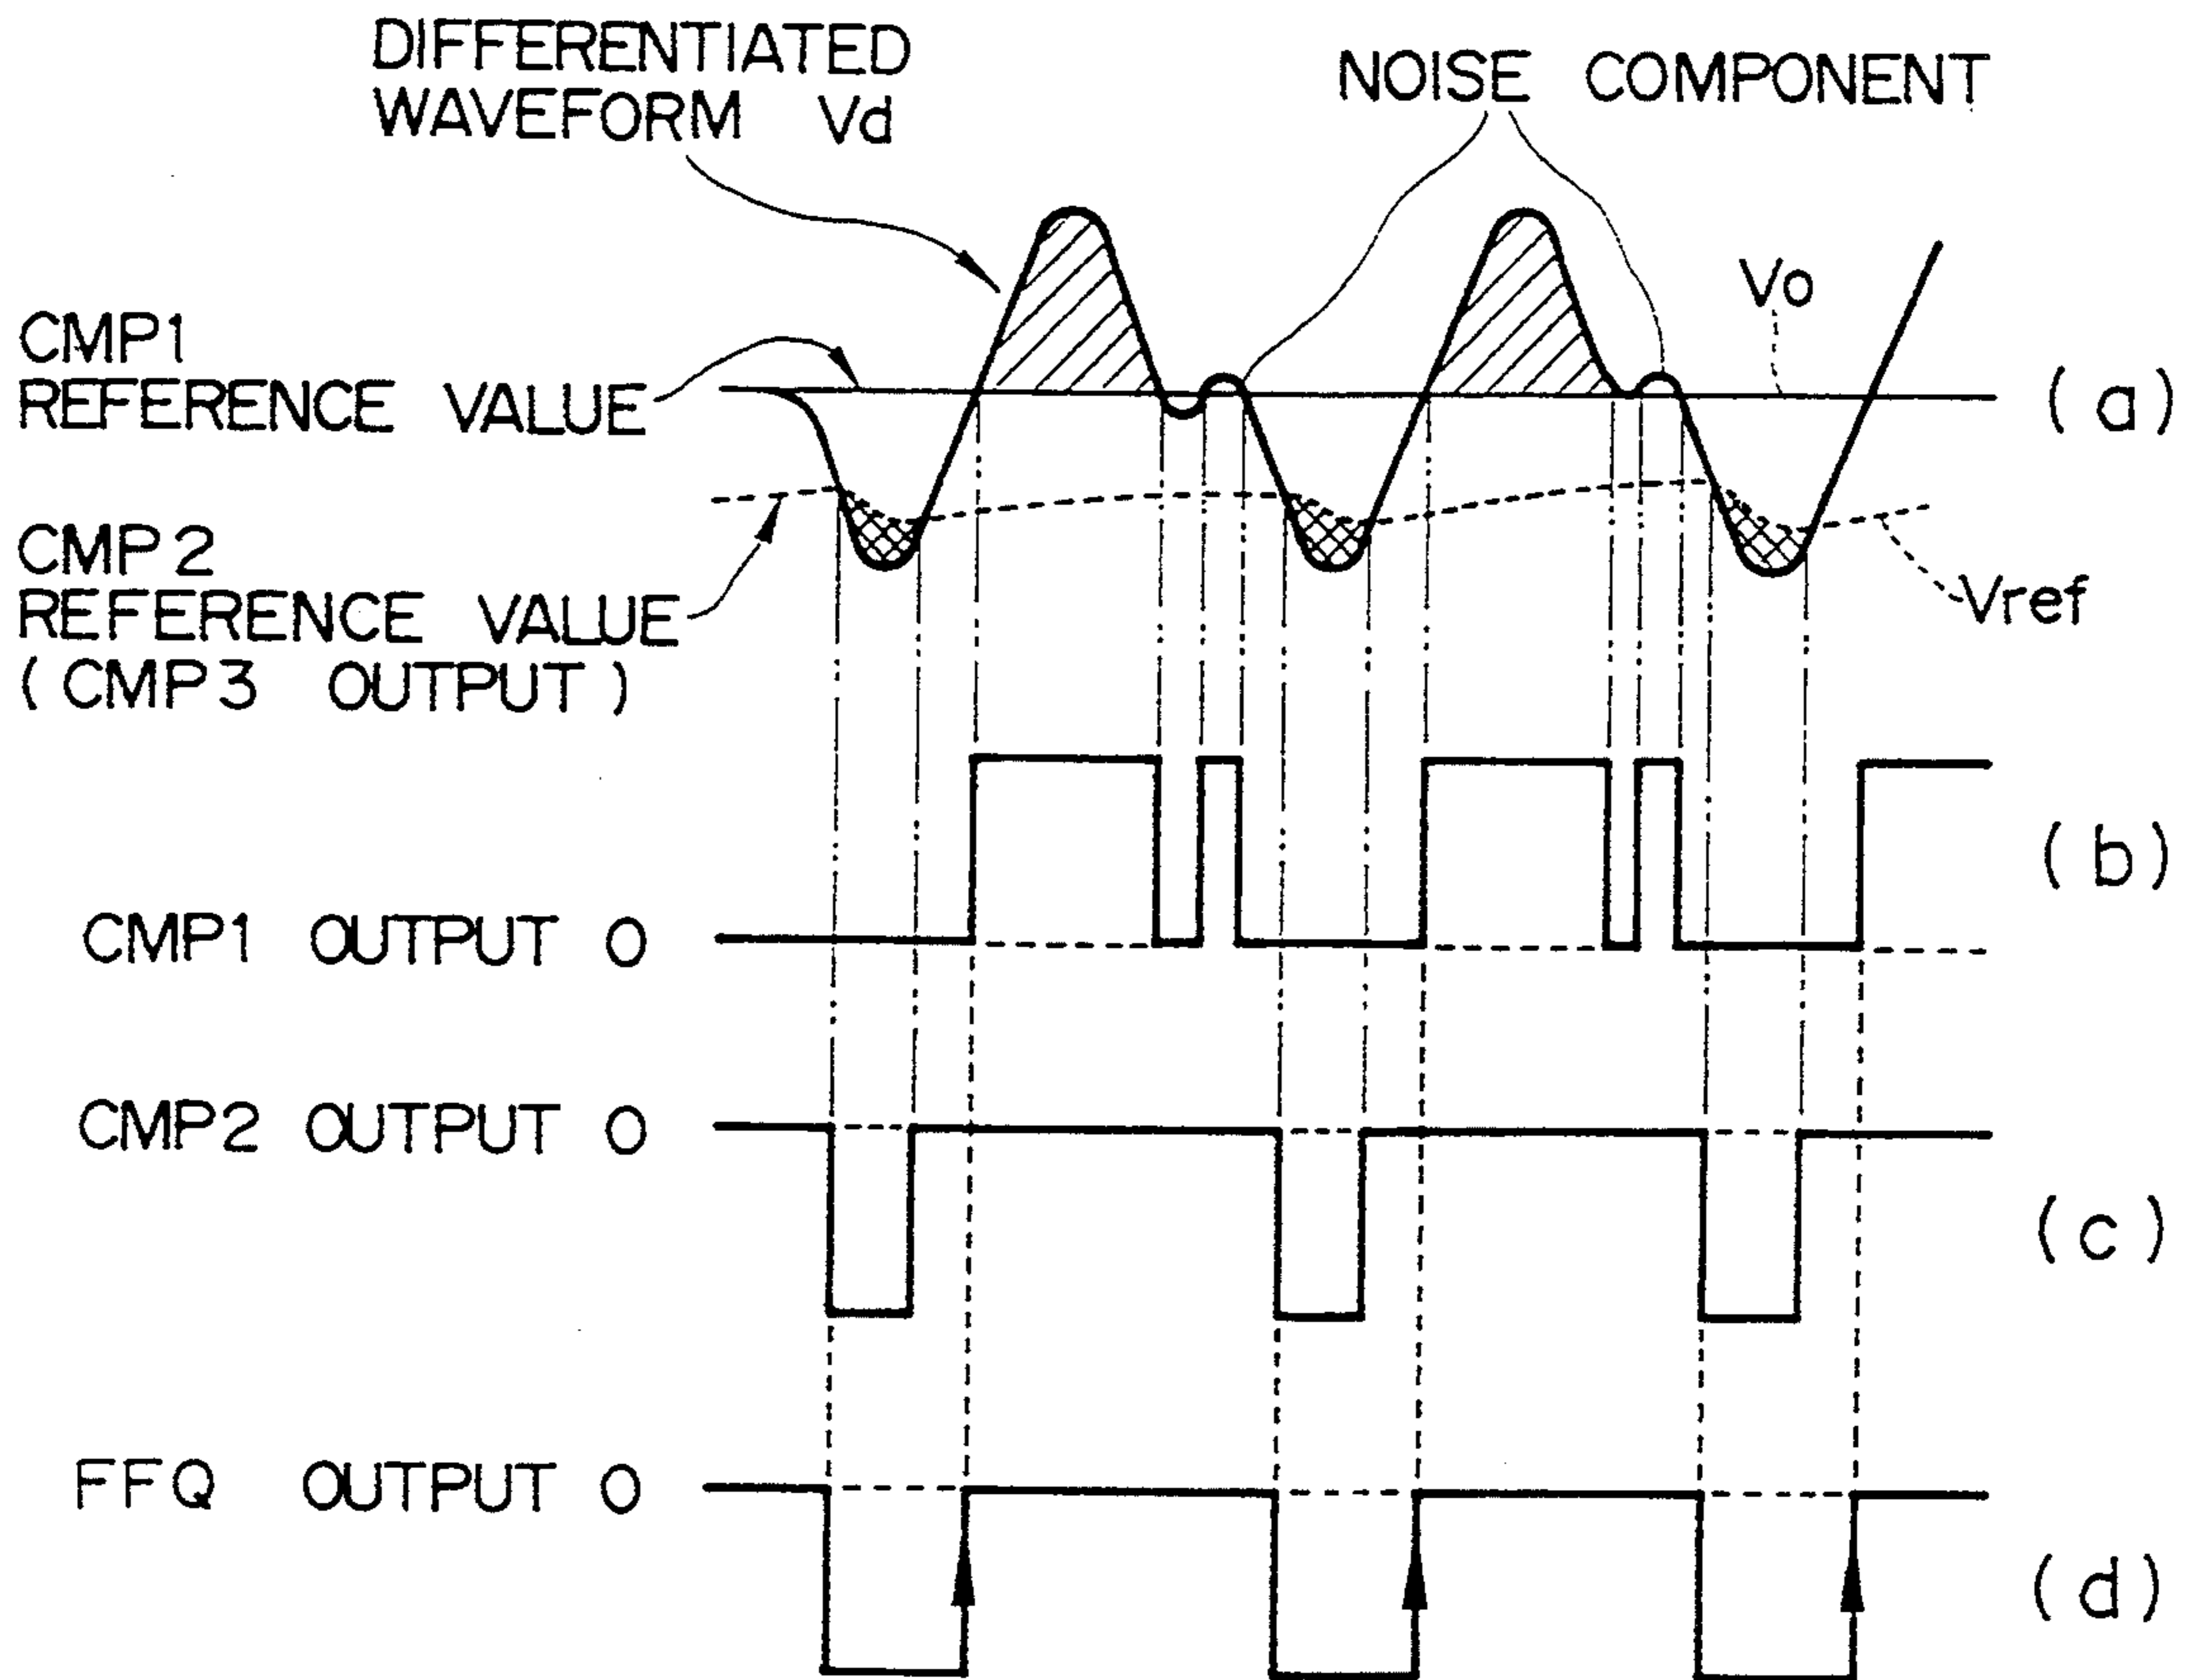 DIFFERENTIATED
WAVEFORM Vd
NOISE COMPONENT
Vo
CMP1
REFERENCE VALUE
(a)
CMP2
REFERENCE VALUE
(CMP3 OUTPUT)
Vref
(b)
CMP1 OUTPUT 0
CMP2 OUTPUT 0
(c)
FFQ OUTPUT 0
(d)